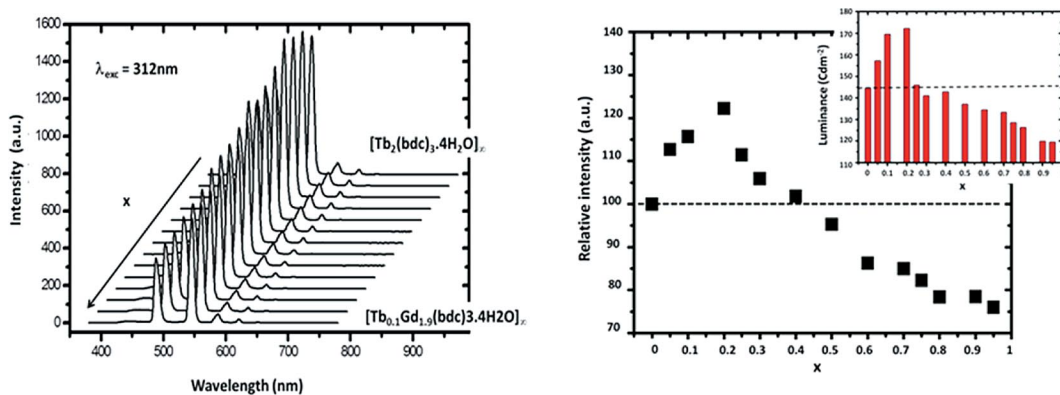 1600
1400
1200
1000
800
600
400
200
0
Intensity (a.u.)
λexc = 312nm
[Tb2(bdc)3.4H2O]∞
x
[Tb0.1Gd1.9(bdc)3.4H2O]∞
400 500 600 700 800 900
Wavelength (nm)
140
130
120
110
100
90
80
70
Relative intensity (a.u.)
0 0.1 0.2 0.3 0.4 0.5 0.6 0.7 0.8 0.9 1
x
180
170
160
150
140
130
120
110
Luminance (Cdm-2)
0 0.1 0.2 0.3 0.4 0.5 0.6 0.7 0.8 0.9
x